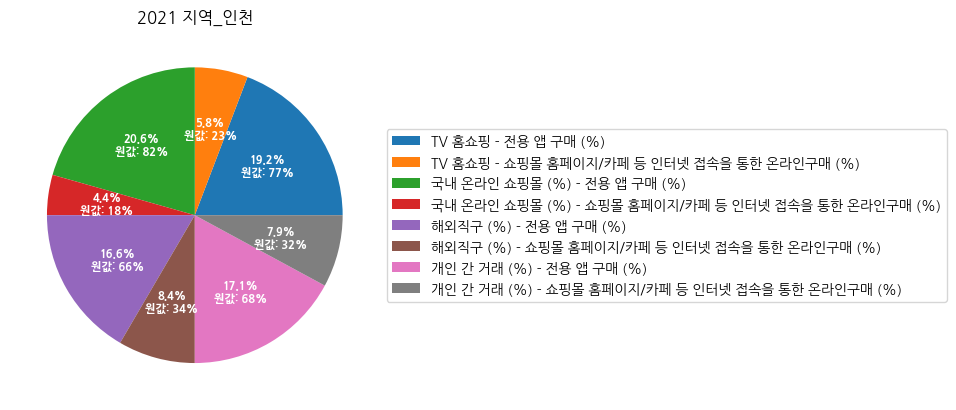 2021 지역_인천
5.8%
원값: 23%
20.6%
원값: 82%
19.2%
원값: 77%
4.4%
원값: 18%
7.9%
원값: 32%
16.6%
원값: 66%
17.1%
원값: 68%
8.4%
원값: 34%
TV 홈쇼핑 - 전용 앱 구매 (%)
TV 홈쇼핑 - 쇼핑몰 홈페이지/카페 등 인터넷 접속을 통한 온라인구매 (%)
국내 온라인 쇼핑몰 (%) - 전용 앱 구매 (%)
국내 온라인 쇼핑몰 (%) - 쇼핑몰 홈페이지/카페 등 인터넷 접속을 통한 온라인구매 (%)
해외직구 (%) - 전용 앱 구매 (%)
해외직구 (%) - 쇼핑몰 홈페이지/카페 등 인터넷 접속을 통한 온라인구매 (%)
개인 간 거래 (%) - 전용 앱 구매 (%)
개인 간 거래 (%) - 쇼핑몰 홈페이지/카페 등 인터넷 접속을 통한 온라인구매 (%)